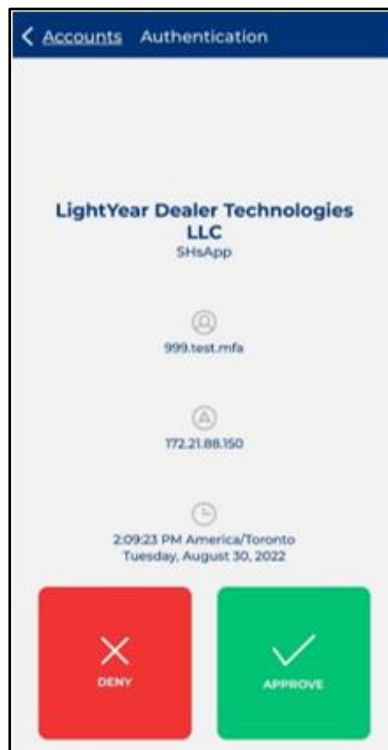 Accounts Authentication
LightYear Dealer Technologies
LLC
SHsApp
999.test.mfa
172.21.88.150
2:09:23 PM America/Toronto
Tuesday, August 30, 2022
DENY APPROVE